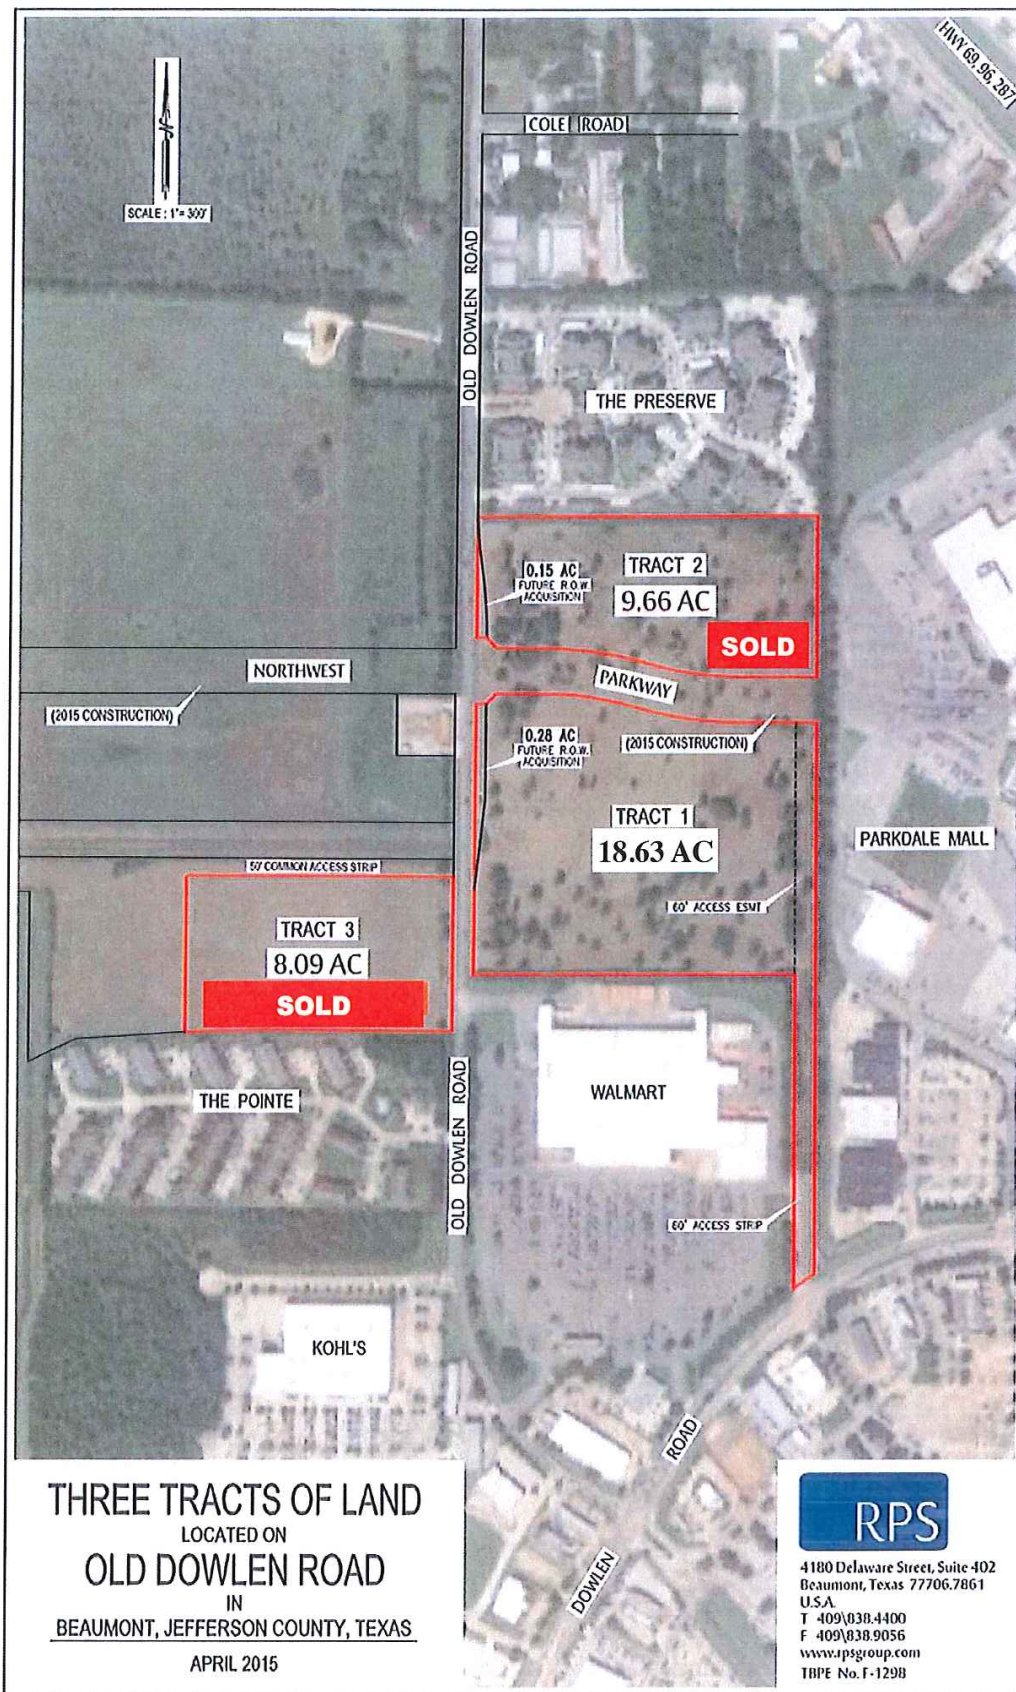 HWY 69, 96, 287
COLE ROAD
N
SCALE : 1"= 300'
OLD DOWLEN ROAD
THE PRESERVE
TRACT 2
9.66 AC
SOLD
0.15 AC
FUTURE R.O.W.
ACQUISITION
NORTHWEST
PARKWAY
(2015 CONSTRUCTION)
(2015 CONSTRUCTION)
0.28 AC
FUTURE R.O.W.
ACQUISITION
TRACT 1
18.63 AC
PARKDALE MALL
50' COMMON ACCESS STRIP
60' ACCESS ESMT
TRACT 3
8.09 AC
SOLD
THE POINTE
OLD DOWLEN ROAD
WALMART
60' ACCESS STRIP
KOHL'S
DOWLEN ROAD
THREE TRACTS OF LAND
LOCATED ON
OLD DOWLEN ROAD
IN
BEAUMONT, JEFFERSON COUNTY, TEXAS
APRIL 2015
RPS
4180 Delaware Street, Suite 402
Beaumont, Texas 77706.7861
U.S.A.
T 409\838.4400
F 409\838.9056
www.rpsgroup.com
TBPE No. F-1298